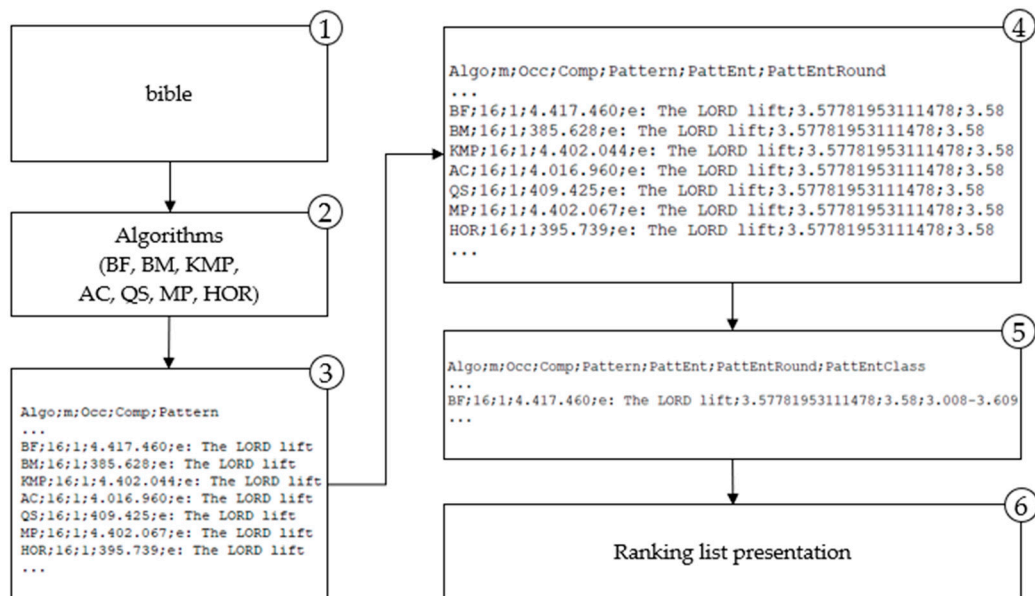 1
bible
2
Algorithms
(BF, BM, KMP,
AC, QS, MP, HOR)
3
Algo;m;Occ;Comp;Pattern
...
BF;16;1;4.417.460;e: The LORD lift
BM;16;1;385.628;e: The LORD lift
KMP;16;1;4.402.044;e: The LORD lift
AC;16;1;4.016.960;e: The LORD lift
QS;16;1;409.425;e: The LORD lift
MP;16;1;4.402.067;e: The LORD lift
HOR;16;1;395.739;e: The LORD lift
...
4
Algo;m;Occ;Comp;Pattern;PattEnt;PattEntRound
...
BF;16;1;4.417.460;e: The LORD lift;3.57781953111478;3.58
BM;16;1;385.628;e: The LORD lift;3.57781953111478;3.58
KMP;16;1;4.402.044;e: The LORD lift;3.57781953111478;3.58
AC;16;1;4.016.960;e: The LORD lift;3.57781953111478;3.58
QS;16;1;409.425;e: The LORD lift;3.57781953111478;3.58
MP;16;1;4.402.067;e: The LORD lift;3.57781953111478;3.58
HOR;16;1;395.739;e: The LORD lift;3.57781953111478;3.58
...
5
Algo;m;Occ;Comp;Pattern;PattEnt;PattEntRound;PattEntClass
...
BF;16;1;4.417.460;e: The LORD lift;3.57781953111478;3.58;3.008-3.609
...
6
Ranking list presentation